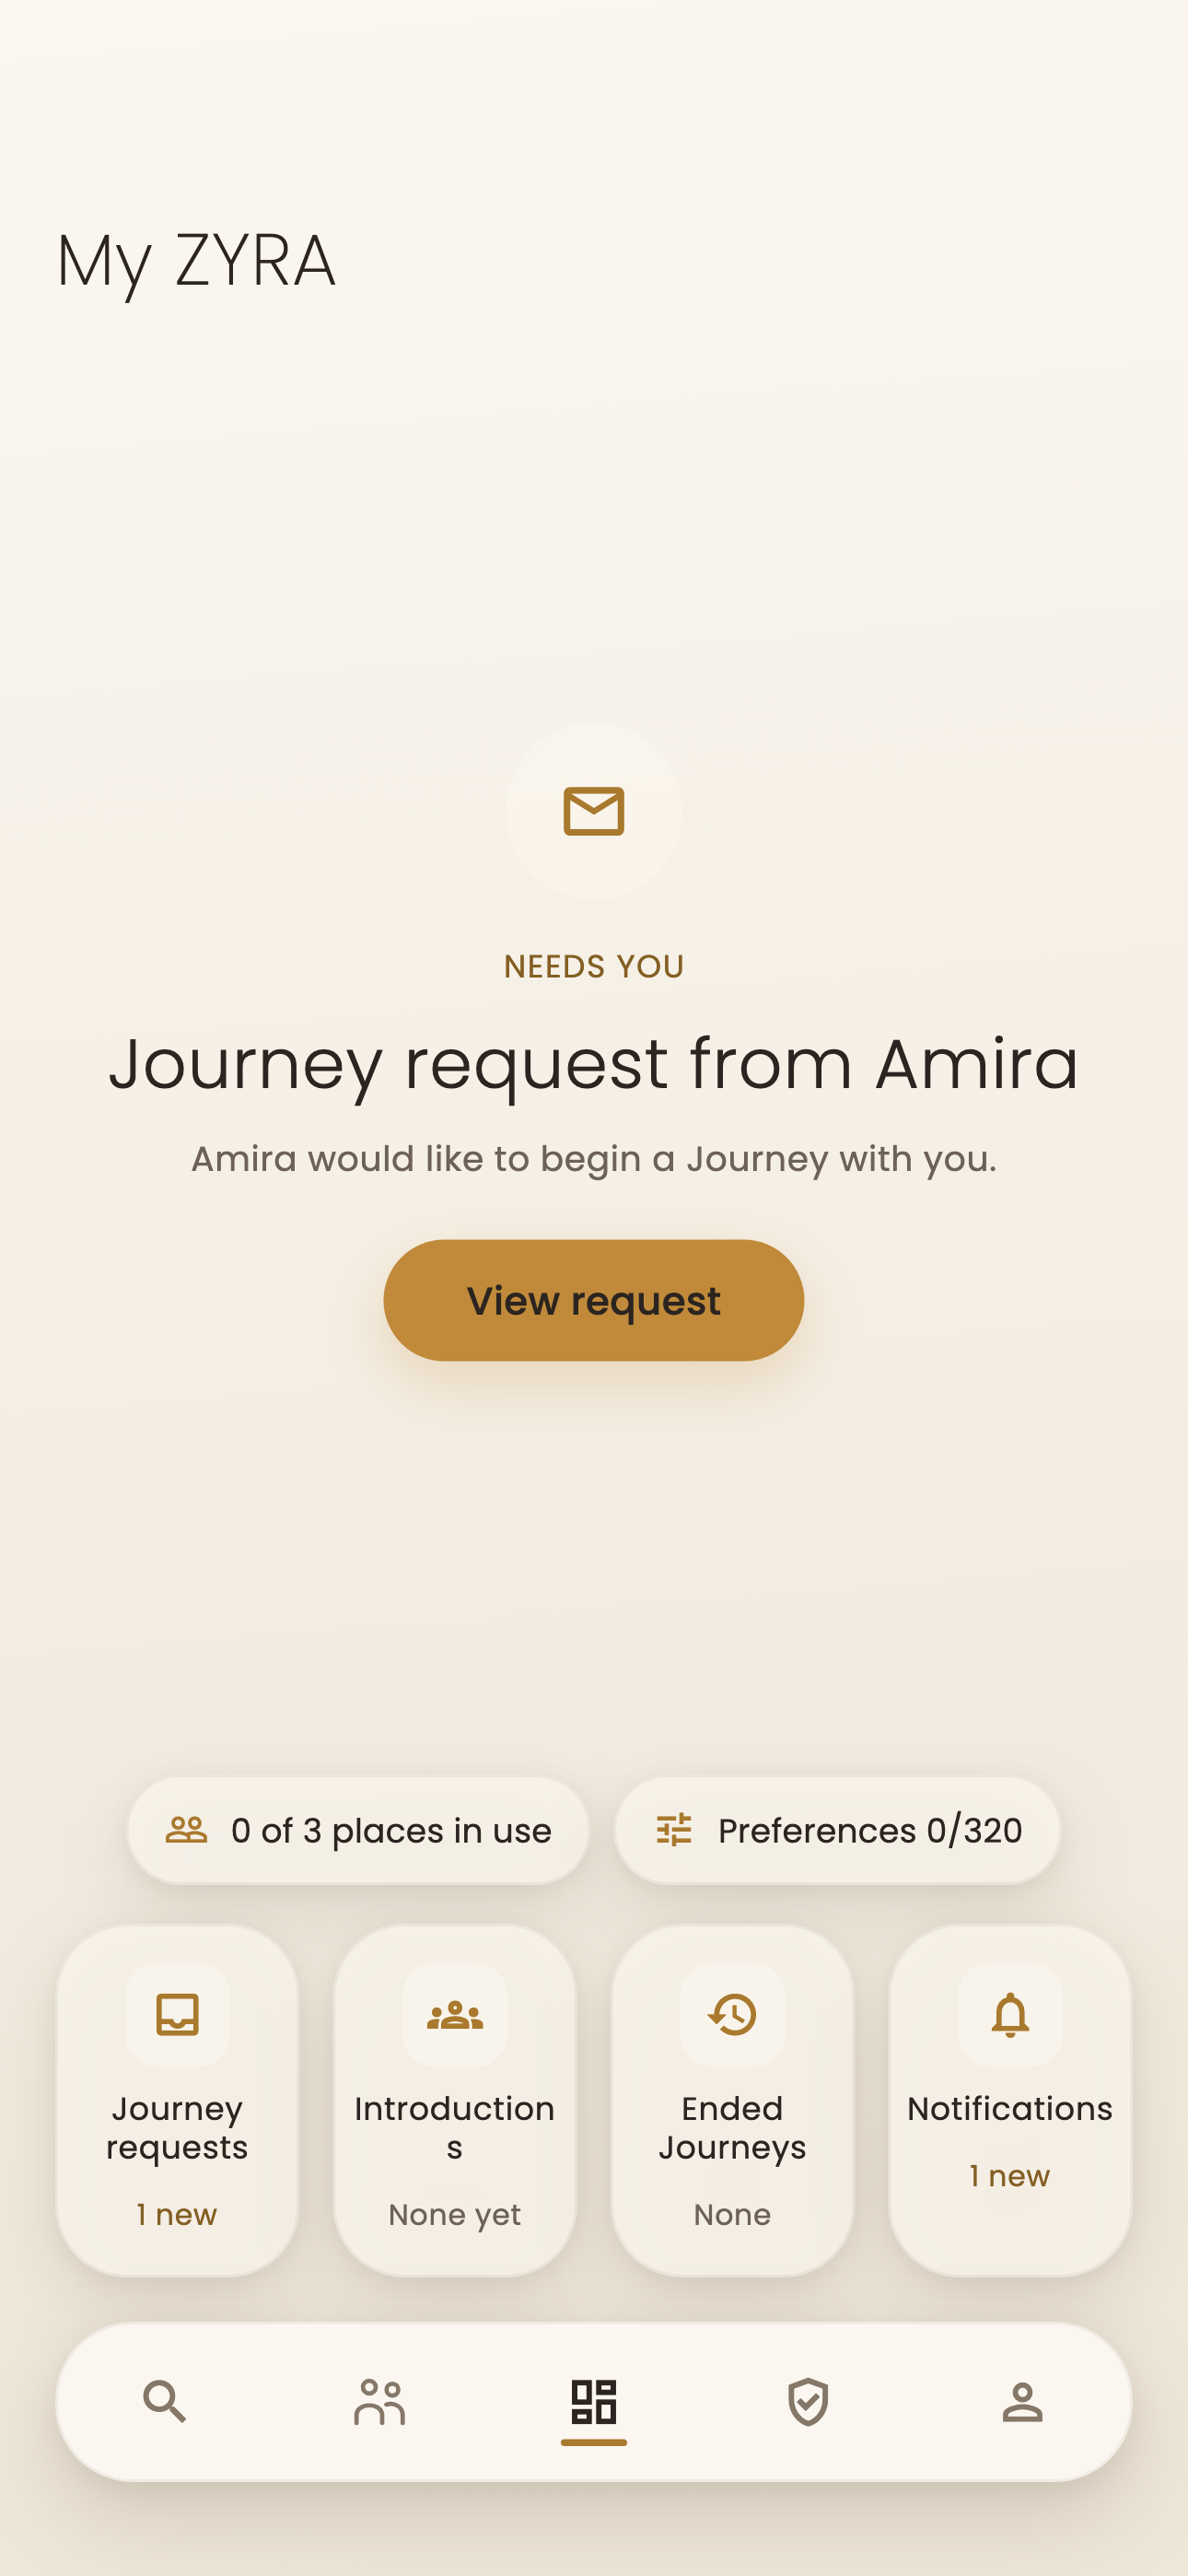 My ZYRA
NEEDS YOU
Journey request from Amira
Amira would like to begin a Journey with you.
View request
0 of 3 places in use
Preferences 0/320
Journey
requests
1 new
Introduction
s
None yet
Ended
Journeys
None
Notifications
1 new